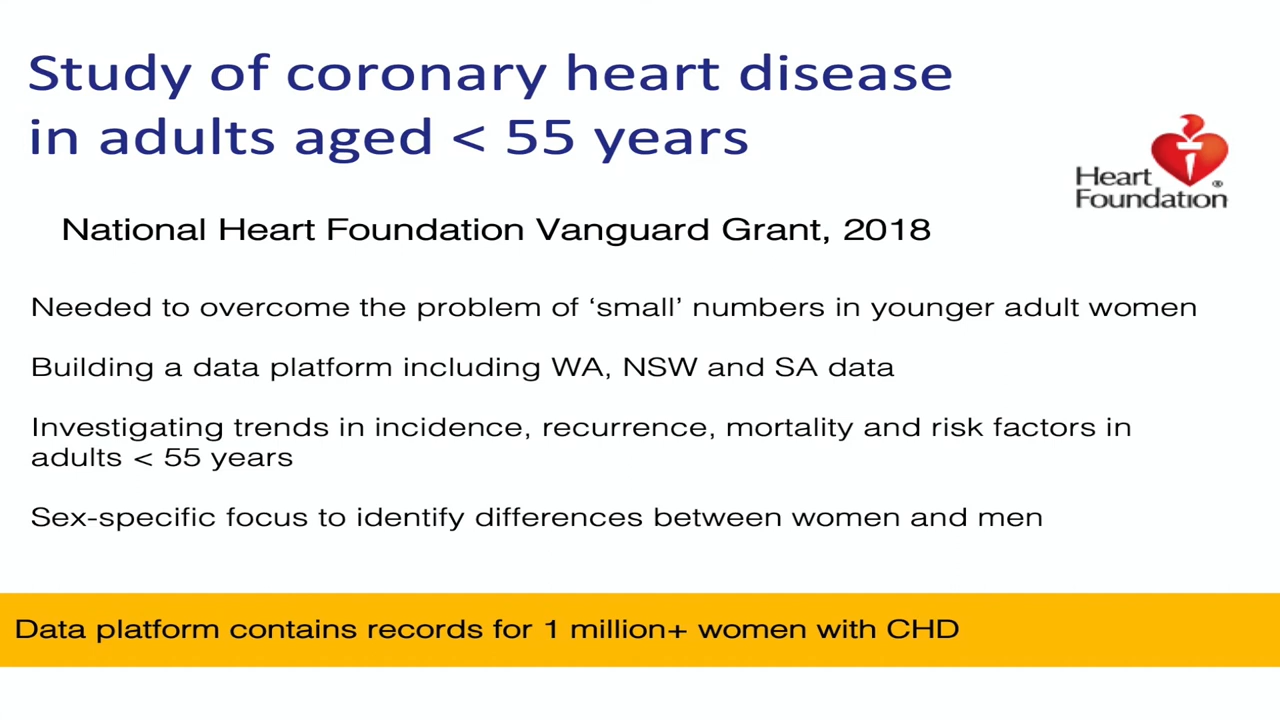 Study of coronary heart disease
in adults aged < 55 years
Heart
Foundation®
National Heart Foundation Vanguard Grant, 2018
Needed to overcome the problem of ‘small’ numbers in younger adult women
Building a data platform including WA, NSW and SA data
Investigating trends in incidence, recurrence, mortality and risk factors in
adults < 55 years
Sex-specific focus to identify differences between women and men
Data platform contains records for 1 million+ women with CHD